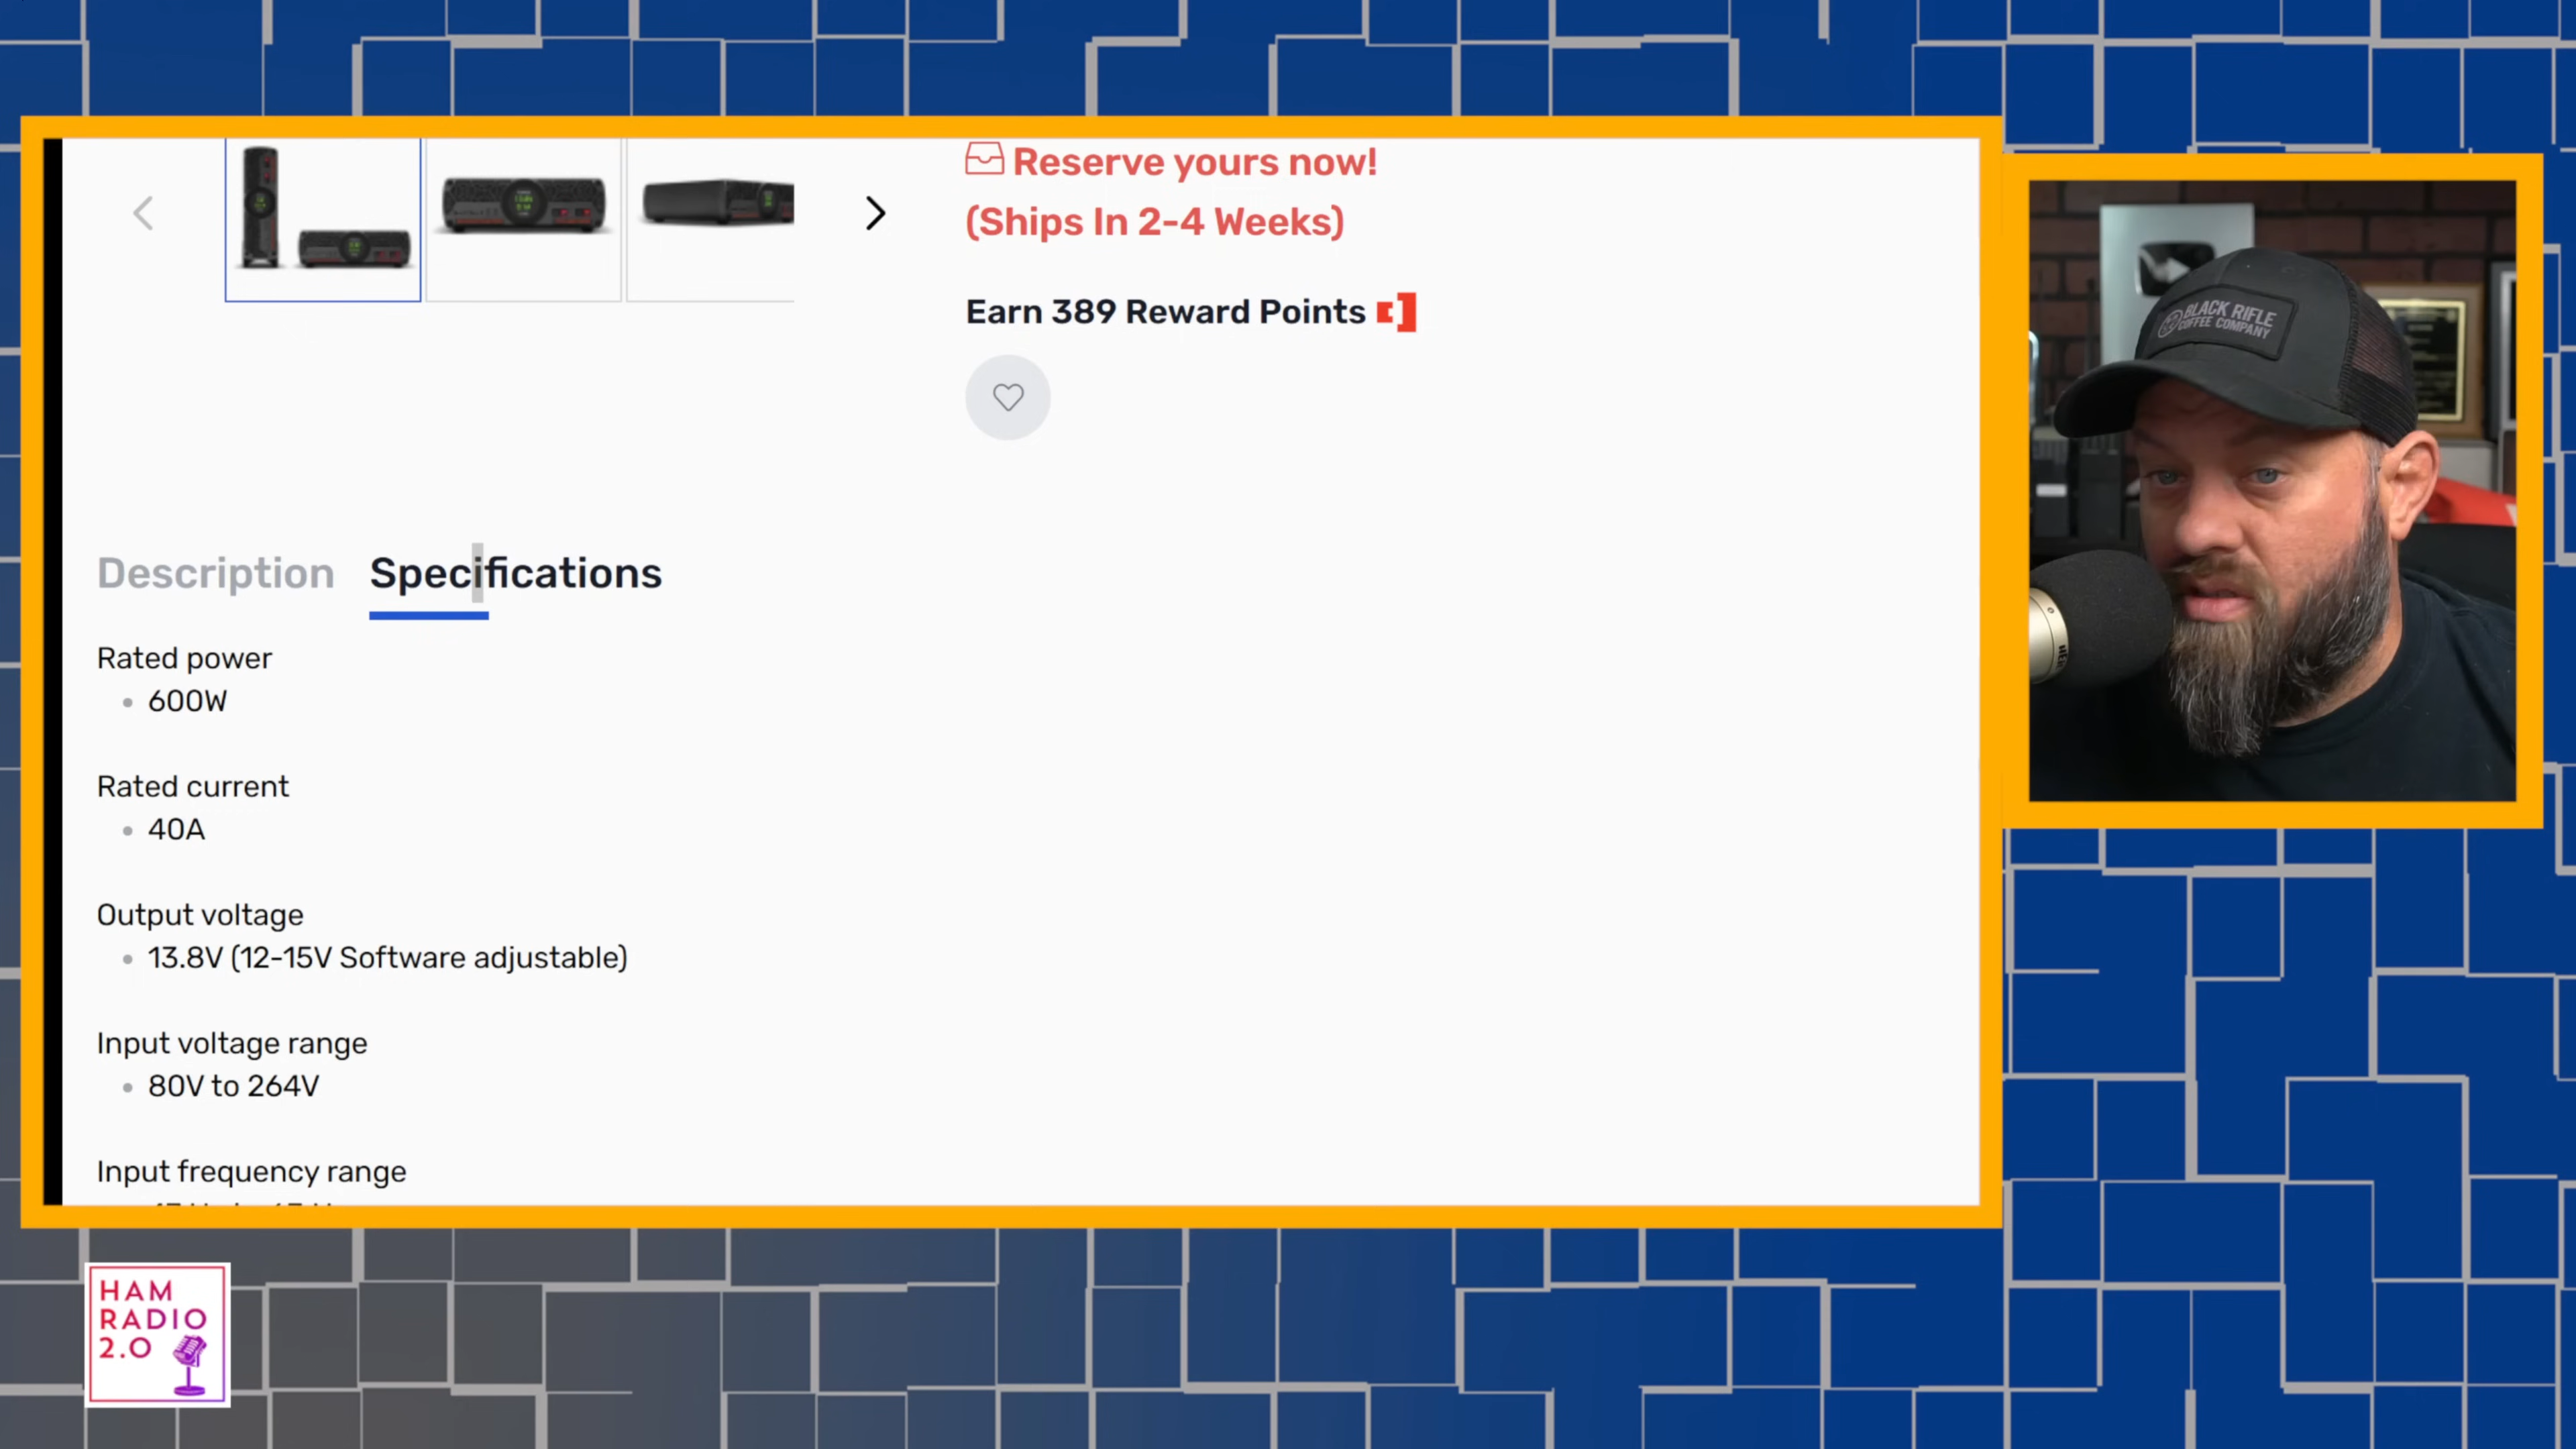 Reserve yours now!
(Ships In 2-4 Weeks)
Earn 389 Reward Points
Description Specifications
Rated power
• 600W
Rated current
• 40A
Output voltage
• 13.8V (12-15V Software adjustable)
Input voltage range
• 80V to 264V
Input frequency range
BLACK RIFLE
COFFEE COMPANY
HAM
RADIO
2.0